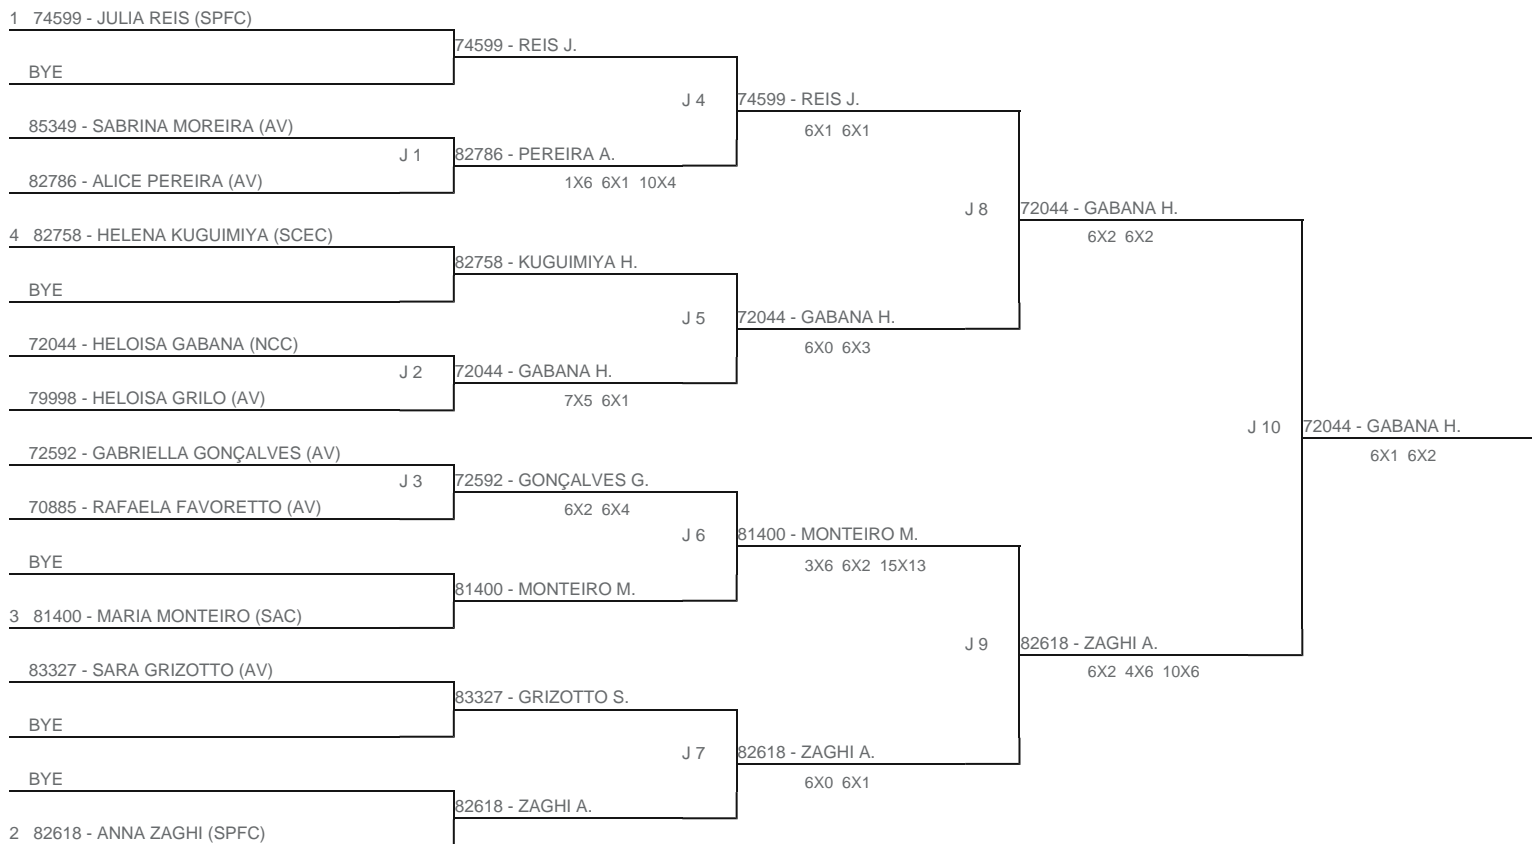 1 74599 - JULIA REIS (SPFC)
74599 - REIS J.
BYE
J 4
74599 - REIS J.
6X1 6X1
85349 - SABRINA MOREIRA (AV)
J 1
82786 - PEREIRA A.
1X6 6X1 10X4
82786 - ALICE PEREIRA (AV)
J 8
72044 - GABANA H.
6X2 6X2
4 82758 - HELENA KUGUIMIYA (SCEC)
82758 - KUGUIMIYA H.
BYE
J 5
72044 - GABANA H.
6X0 6X3
72044 - HELOISA GABANA (NCC)
J 2
72044 - GABANA H.
7X5 6X1
79998 - HELOISA GRILO (AV)
J 10
72044 - GABANA H.
6X1 6X2
72592 - GABRIELLA GONÇALVES (AV)
J 3
72592 - GONÇALVES G.
6X2 6X4
70885 - RAFAELA FAVORETTO (AV)
J 6
81400 - MONTEIRO M.
3X6 6X2 15X13
BYE
81400 - MONTEIRO M.
3 81400 - MARIA MONTEIRO (SAC)
J 9
82618 - ZAGHI A.
6X2 4X6 10X6
83327 - SARA GRIZOTTO (AV)
83327 - GRIZOTTO S.
BYE
J 7
82618 - ZAGHI A.
6X0 6X1
BYE
82618 - ZAGHI A.
2 82618 - ANNA ZAGHI (SPFC)